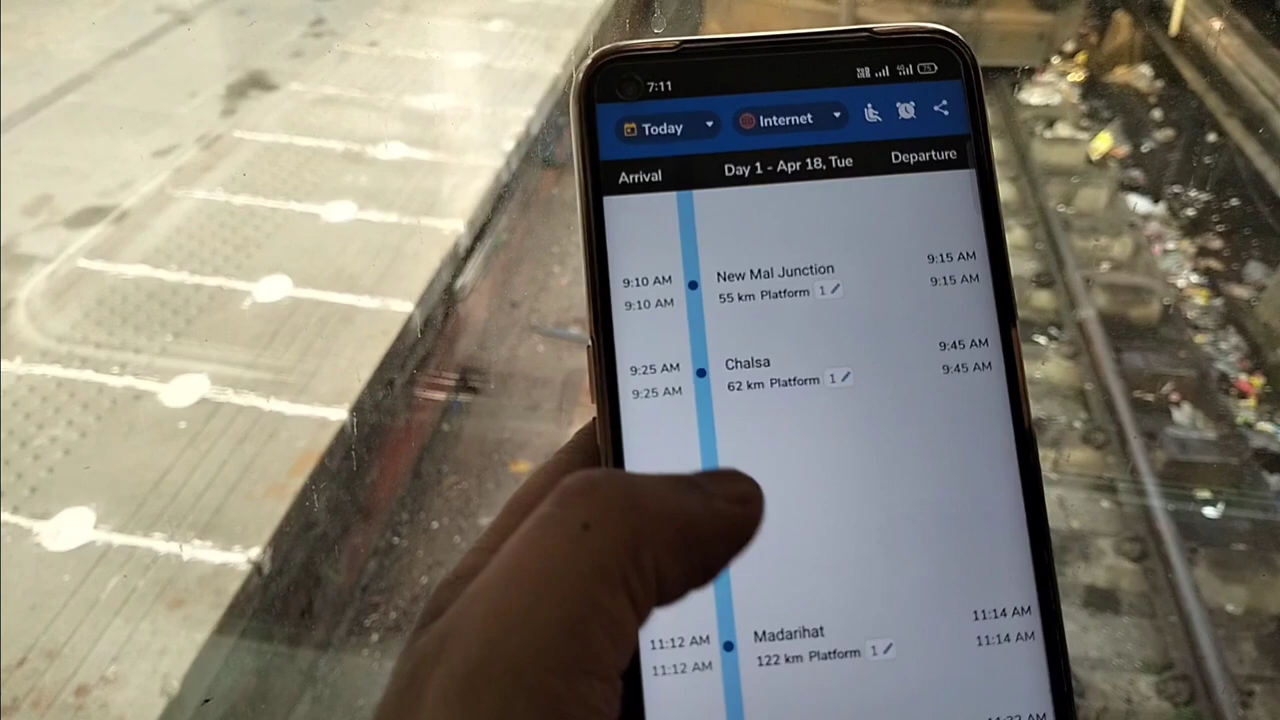 7:11
75
Today
Internet
Arrival
Day 1 - Apr 18, Tue
Departure
9:10 AM
9:10 AM
New Mal Junction
55 km Platform 1
9:15 AM
9:15 AM
9:25 AM
9:25 AM
Chalsa
62 km Platform 1
9:45 AM
9:45 AM
11:12 AM
11:12 AM
Madarihat
122 km Platform 1
11:14 AM
11:14 AM